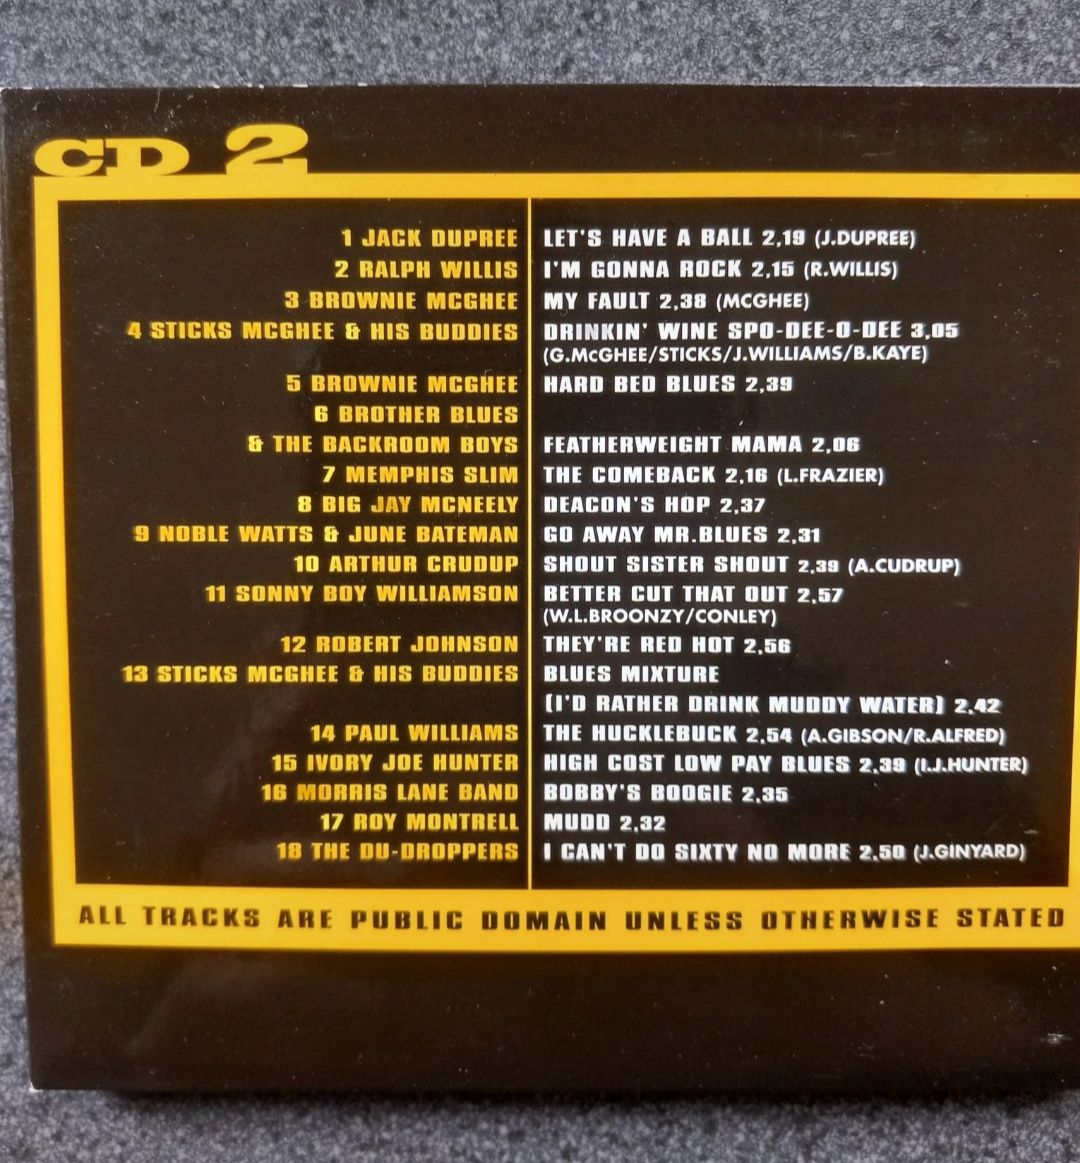 CD 2
1 JACK DUPREE LET'S HAVE A BALL 2,19 (J.DUPREE)
2 RALPH WILLIS I'M GONNA ROCK 2,15 (R.WILLIS)
3 BROWNIE MCGHEE MY FAULT 2,38 (MCGHEE)
4 STICKS MCGHEE & HIS BUDDIES DRINKIN' WINE SPO-DEE-O-DEE 3,05
(G.McGHEE/STICKS/J.WILLIAMS/B.KAYE)
5 BROWNIE MCGHEE HARD BED BLUES 2,39
6 BROTHER BLUES
& THE BACKROOM BOYS FEATHERWEIGHT MAMA 2,06
7 MEMPHIS SLIM THE COMEBACK 2,16 (L.FRAZIER)
8 BIG JAY MCNEELY DEACON'S HOP 2,37
9 NOBLE WATTS & JUNE BATEMAN GO AWAY MR.BLUES 2,31
10 ARTHUR CRUDUP SHOUT SISTER SHOUT 2,39 (A.CUDRUP)
11 SONNY BOY WILLIAMSON BETTER CUT THAT OUT 2,57
(W.L.BROONZY/CONLEY)
12 ROBERT JOHNSON THEY'RE RED HOT 2,56
13 STICKS MCGHEE & HIS BUDDIES BLUES MIXTURE
(I'D RATHER DRINK MUDDY WATER) 2,42
14 PAUL WILLIAMS THE HUCKLEBUCK 2,54 (A.GIBSON/R.ALFRED)
15 IVORY JOE HUNTER HIGH COST LOW PAY BLUES 2,39 (I.J.HUNTER)
16 MORRIS LANE BAND BOBBY'S BOOGIE 2,35
17 ROY MONTRELL MUDD 2,32
18 THE DU-DROPPERS I CAN'T DO SIXTY NO MORE 2,50 (J.GINYARD)
ALL TRACKS ARE PUBLIC DOMAIN UNLESS OTHERWISE STATED